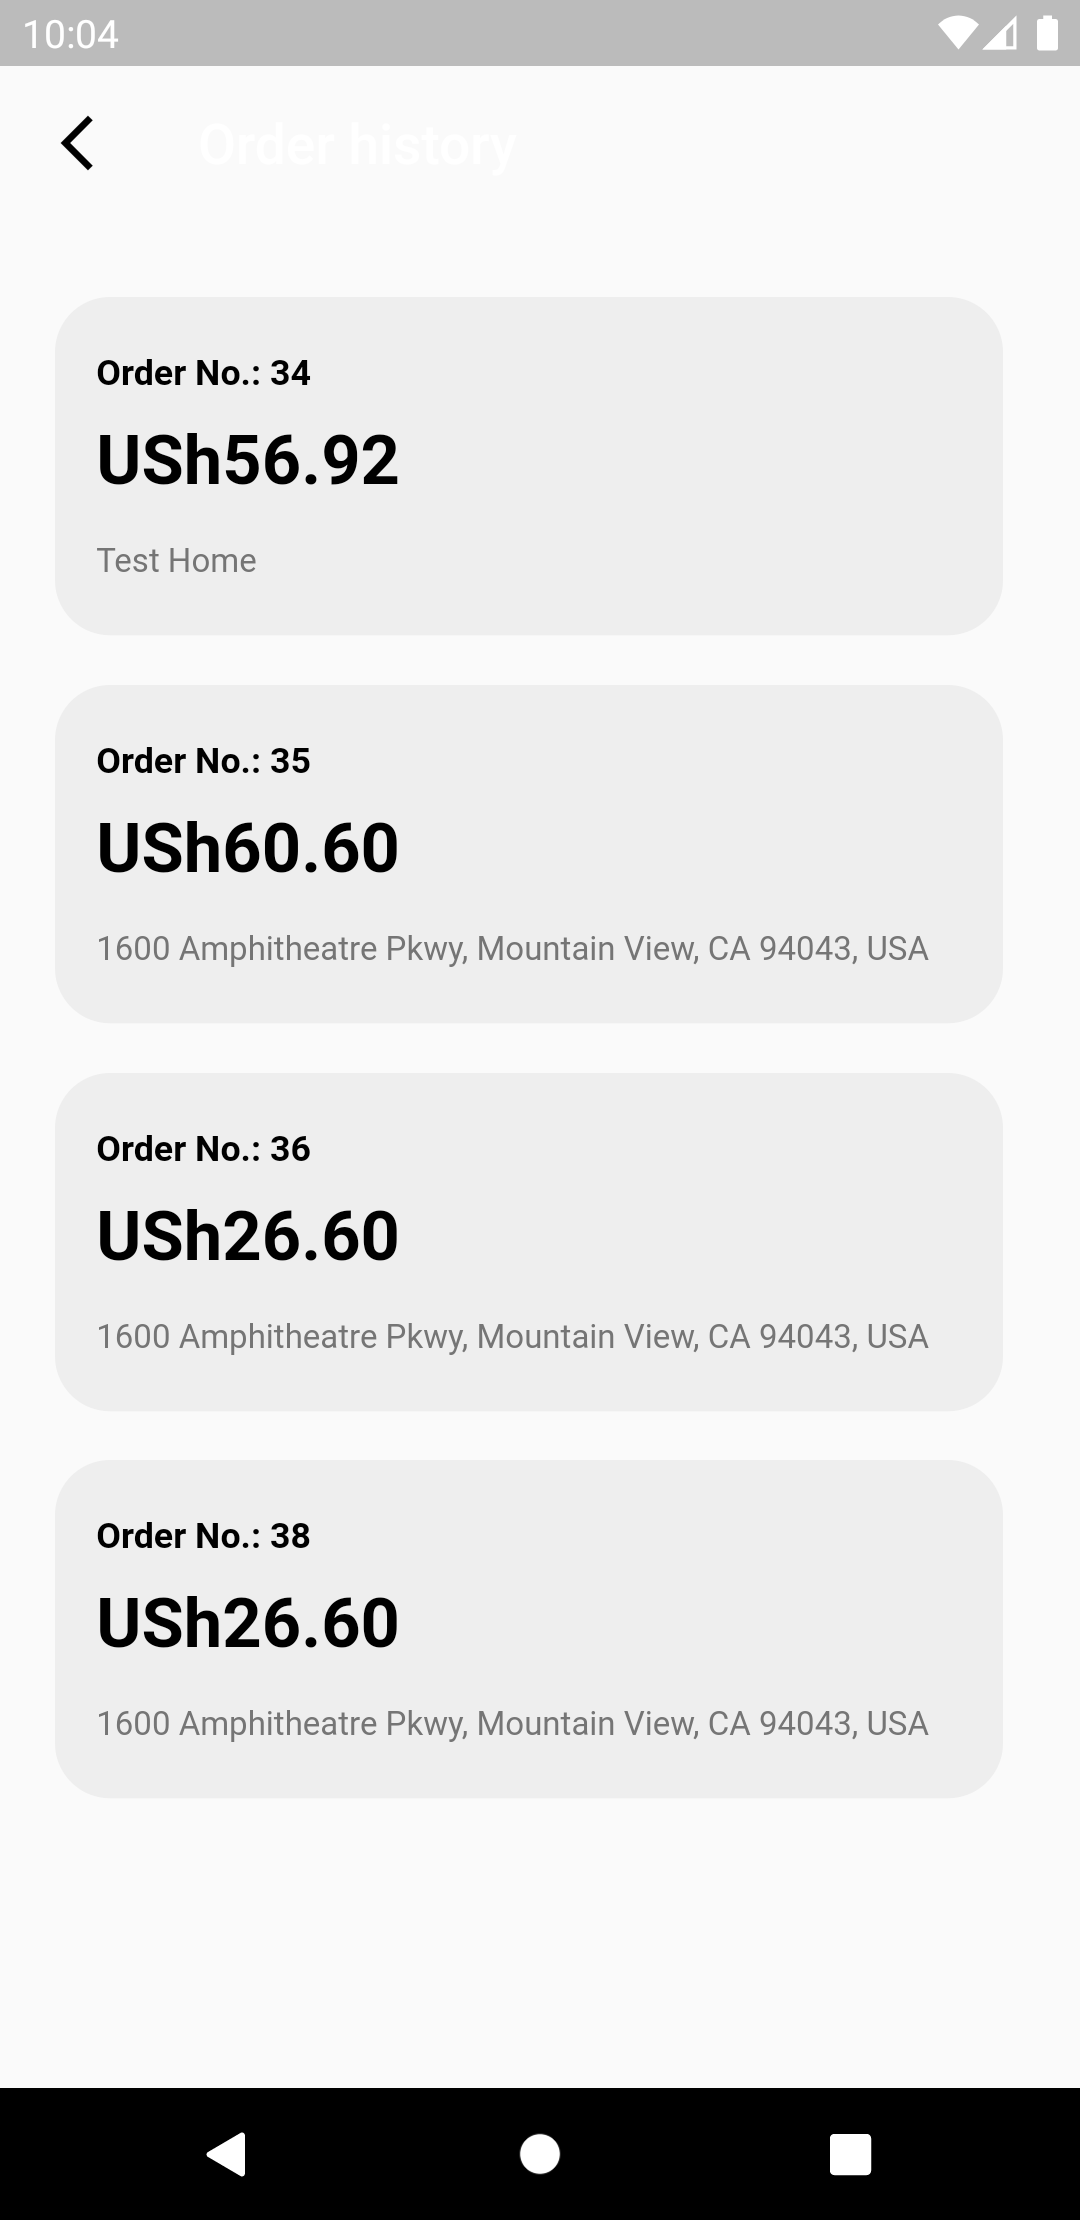 10:04
Order history
Order No.: 34
USh56.92
Test Home
Order No.: 35
USh60.60
1600 Amphitheatre Pkwy, Mountain View, CA 94043, USA
Order No.: 36
USh26.60
1600 Amphitheatre Pkwy, Mountain View, CA 94043, USA
Order No.: 38
USh26.60
1600 Amphitheatre Pkwy, Mountain View, CA 94043, USA